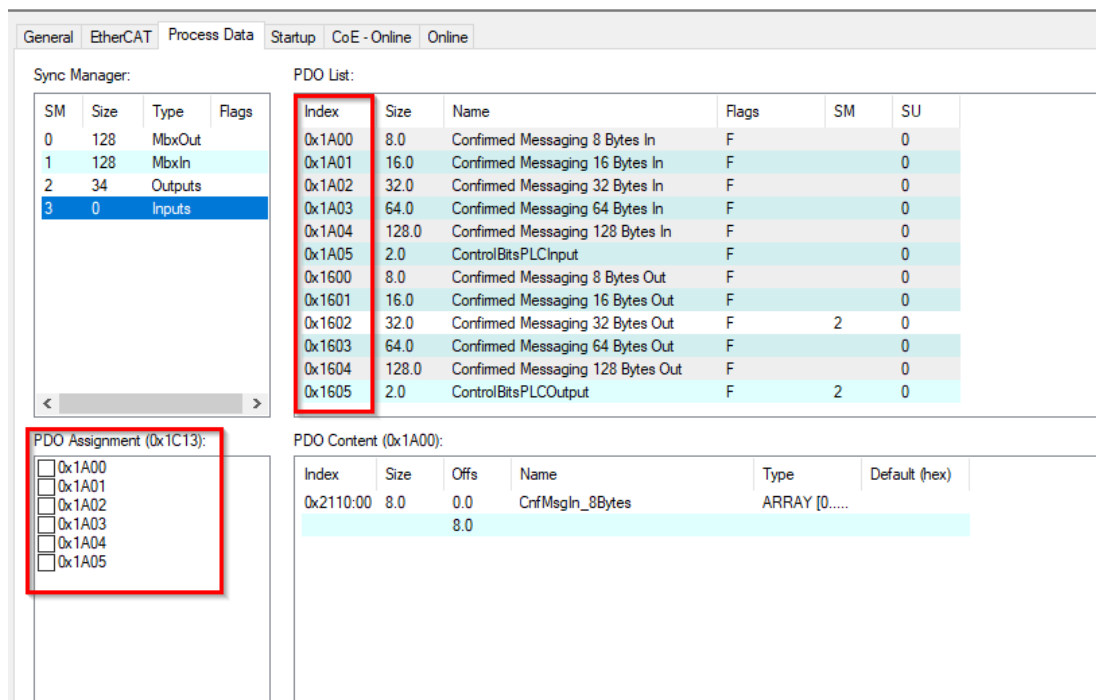 General EtherCAT Process Data Startup CoE - Online Online
Sync Manager: PDO List:
SM Size Type Flags
0 128 MbxOut
1 128 MbxIn
2 34 Outputs
3 0 Inputs
< >
Index Size Name Flags SM SU
0x1A00 8.0 Confirmed Messaging 8 Bytes In F 0
0x1A01 16.0 Confirmed Messaging 16 Bytes In F 0
0x1A02 32.0 Confirmed Messaging 32 Bytes In F 0
0x1A03 64.0 Confirmed Messaging 64 Bytes In F 0
0x1A04 128.0 Confirmed Messaging 128 Bytes In F 0
0x1A05 2.0 ControlBitsPLCInput F 0
0x1600 8.0 Confirmed Messaging 8 Bytes Out F 0
0x1601 16.0 Confirmed Messaging 16 Bytes Out F 0
0x1602 32.0 Confirmed Messaging 32 Bytes Out F 2 0
0x1603 64.0 Confirmed Messaging 64 Bytes Out F 0
0x1604 128.0 Confirmed Messaging 128 Bytes Out F 0
0x1605 2.0 ControlBitsPLCOutput F 2 0
PDO Assignment (0x1C13):
0x1A00
0x1A01
0x1A02
0x1A03
0x1A04
0x1A05
PDO Content (0x1A00):
Index Size Offs Name Type Default (hex)
0x2110:00 8.0 0.0 CnfMsgIn_8Bytes ARRAY [0.....
8.0